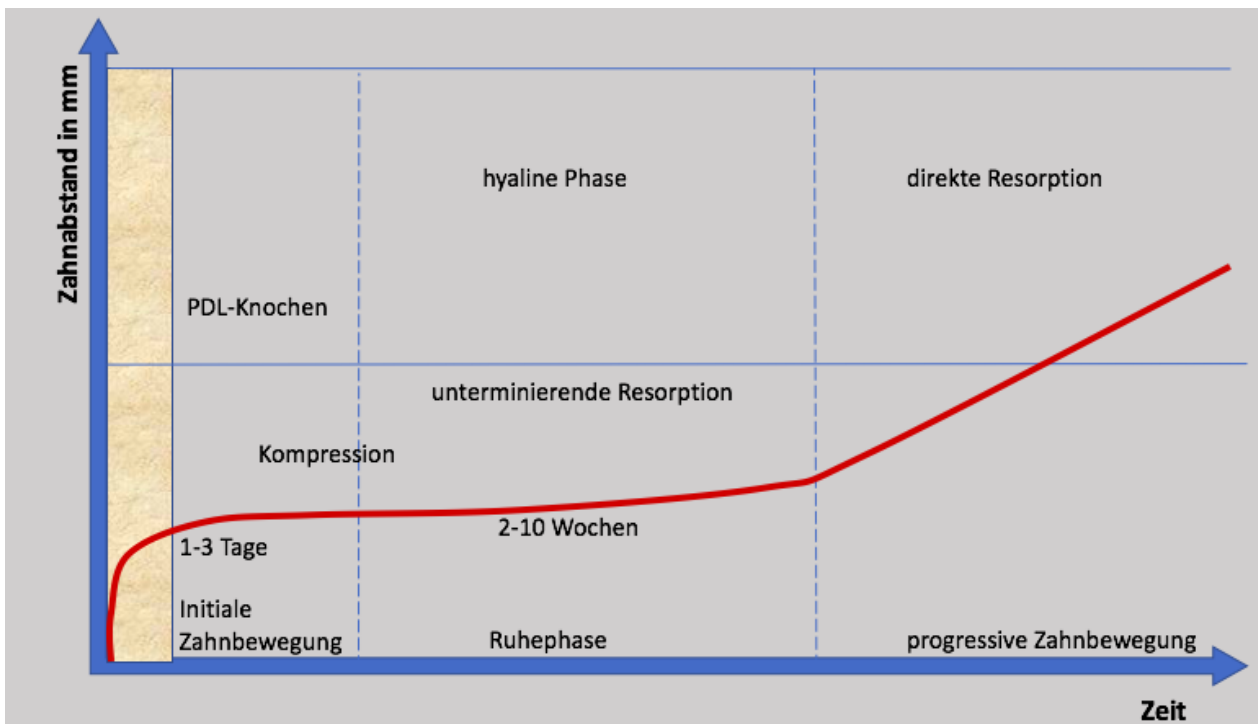 Zahnabstand in mm
hyaline Phase
direkte Resorption
PDL-Knochen
unterminierende Resorption
Kompression
2-10 Wochen
1-3 Tage
Initiale
Zahnbewegung
Ruhephase
progressive Zahnbewegung
Zeit